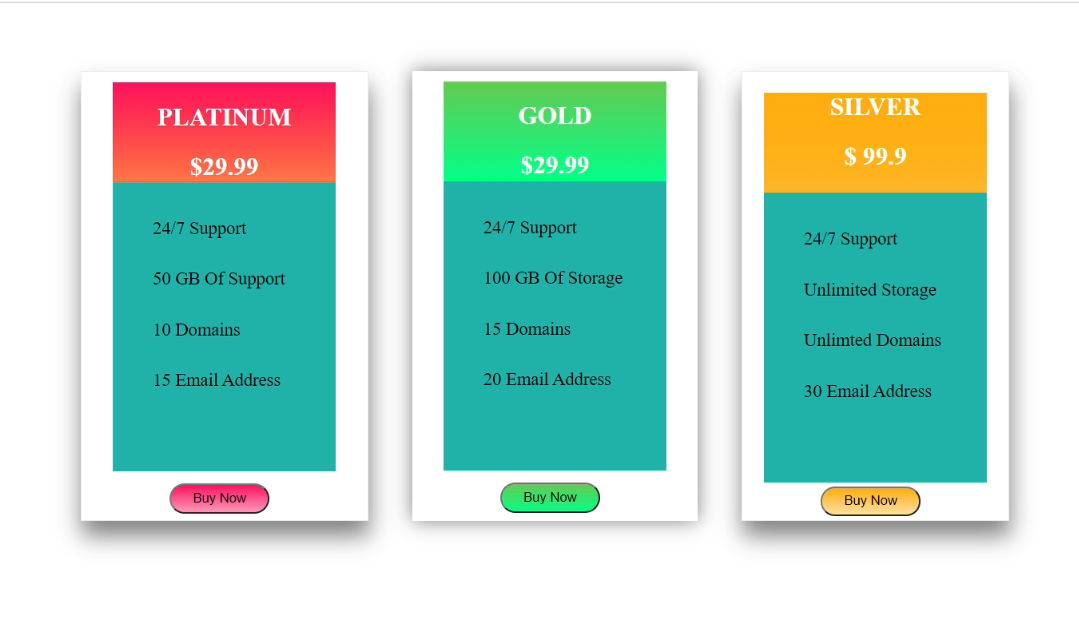 PLATINUM
$29.99
24/7 Support
50 GB Of Support
10 Domains
15 Email Address
Buy Now
GOLD
$29.99
24/7 Support
100 GB Of Storage
15 Domains
20 Email Address
Buy Now
SILVER
$ 99.9
24/7 Support
Unlimited Storage
Unlimted Domains
30 Email Address
Buy Now